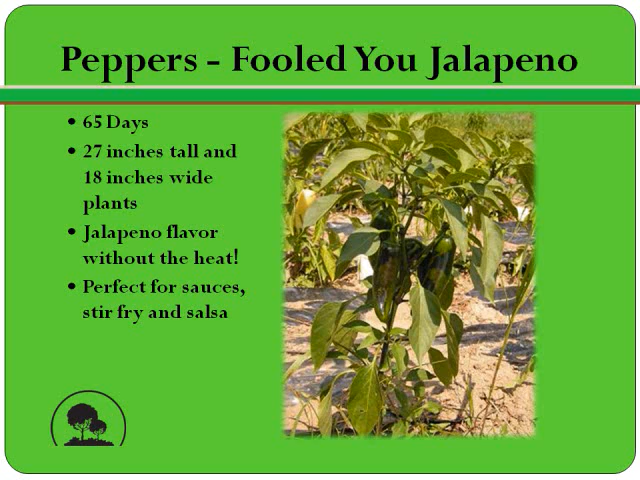 Peppers - Fooled You Jalapeno
• 65 Days
• 27 inches tall and
18 inches wide
plants
• Jalapeno flavor
without the heat!
• Perfect for sauces,
stir fry and salsa